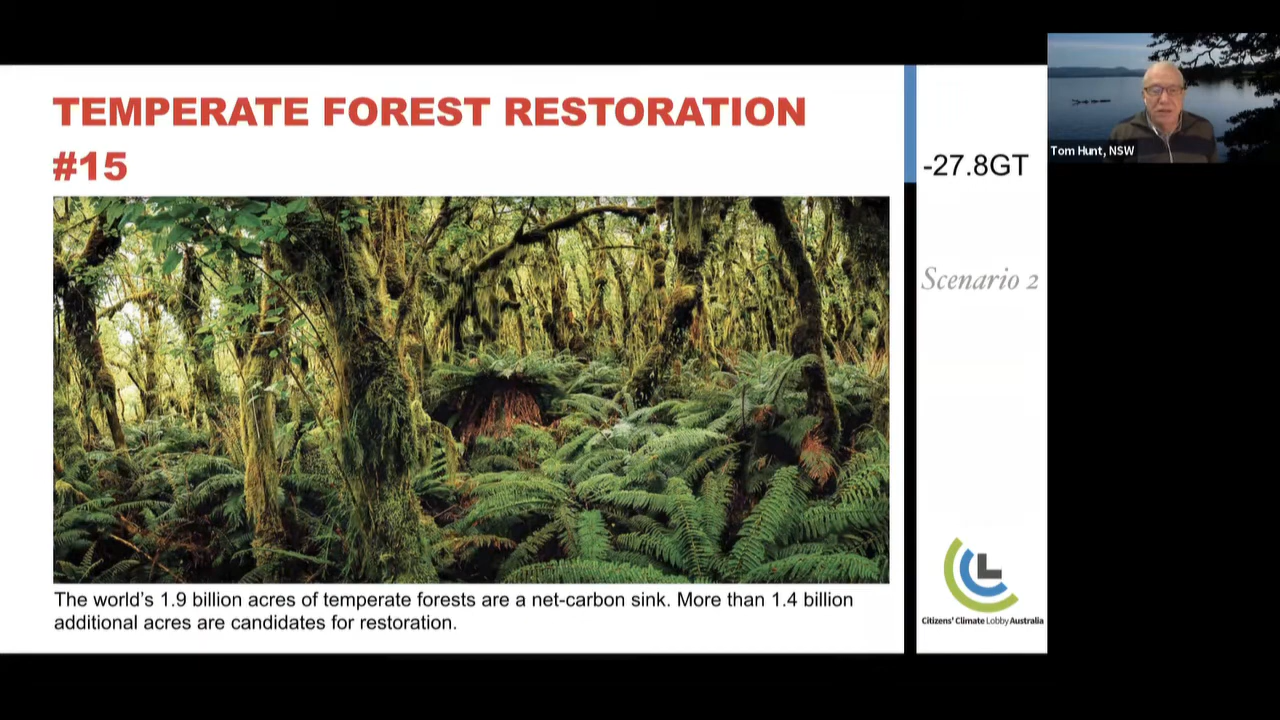 TEMPERATE FOREST RESTORATION
#15
-27.8GT
Tom Hunt, NSW
Scenario 2
The world's 1.9 billion acres of temperate forests are a net-carbon sink. More than 1.4 billion
additional acres are candidates for restoration.
CL
Citizens' Climate Lobby Australia